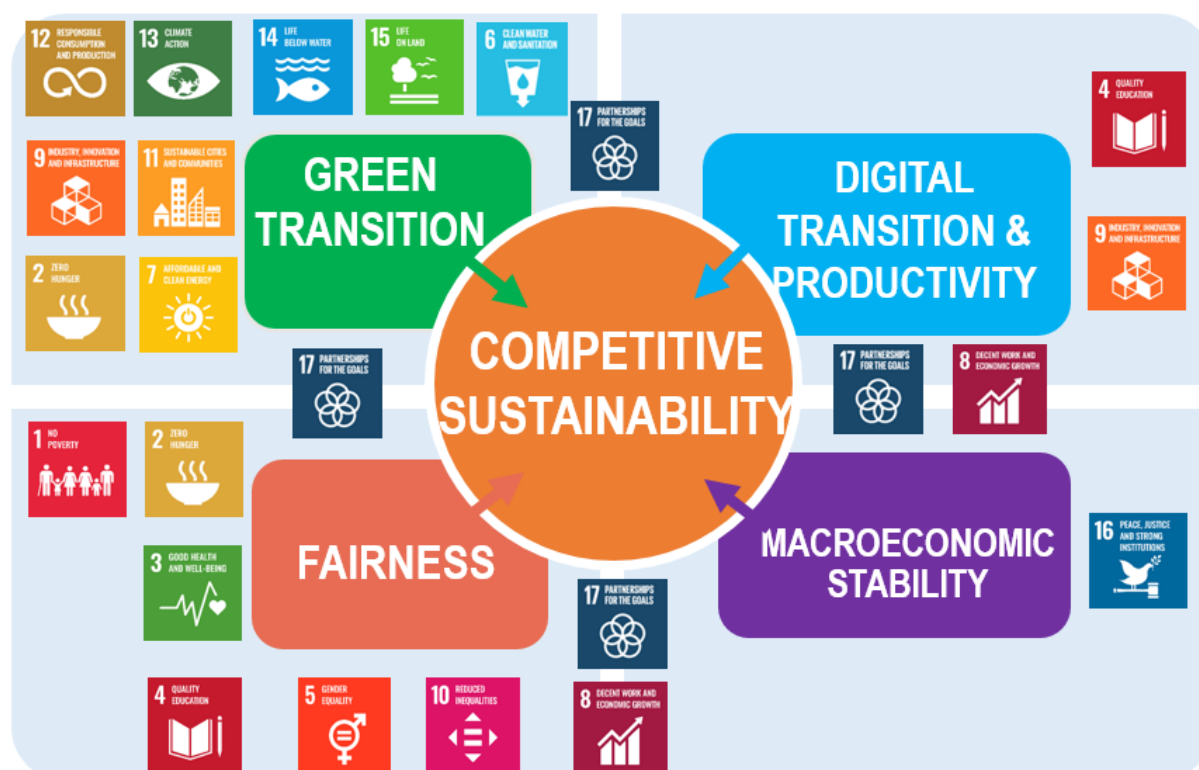 12 RESPONSIBLE
CONSUMPTION
AND PRODUCTION
13 CLIMATE
ACTION
14 LIFE
BELOW WATER
15 LIFE
ON LAND
6 CLEAN WATER
AND SANITATION
17 PARTNERSHIPS
FOR THE GOALS
4 QUALITY
EDUCATION
9 INDUSTRY, INNOVATION
AND INFRASTRUCTURE
11 SUSTAINABLE CITIES
AND COMMUNITIES
GREEN
TRANSITION
DIGITAL
TRANSITION &
PRODUCTIVITY
9 INDUSTRY, INNOVATION
AND INFRASTRUCTURE
2 ZERO
HUNGER
7 AFFORDABLE AND
CLEAN ENERGY
COMPETITIVE
SUSTAINABILITY
17 PARTNERSHIPS
FOR THE GOALS
17 PARTNERSHIPS
FOR THE GOALS
8 DECENT WORK AND
ECONOMIC GROWTH
1 NO
POVERTY
2 ZERO
HUNGER
3 GOOD HEALTH
AND WELL-BEING
FAIRNESS
MACROECONOMIC
STABILITY
16 PEACE, JUSTICE
AND STRONG
INSTITUTIONS
17 PARTNERSHIPS
FOR THE GOALS
4 QUALITY
EDUCATION
5 GENDER
EQUALITY
10 REDUCED
INEQUALITIES
8 DECENT WORK AND
ECONOMIC GROWTH